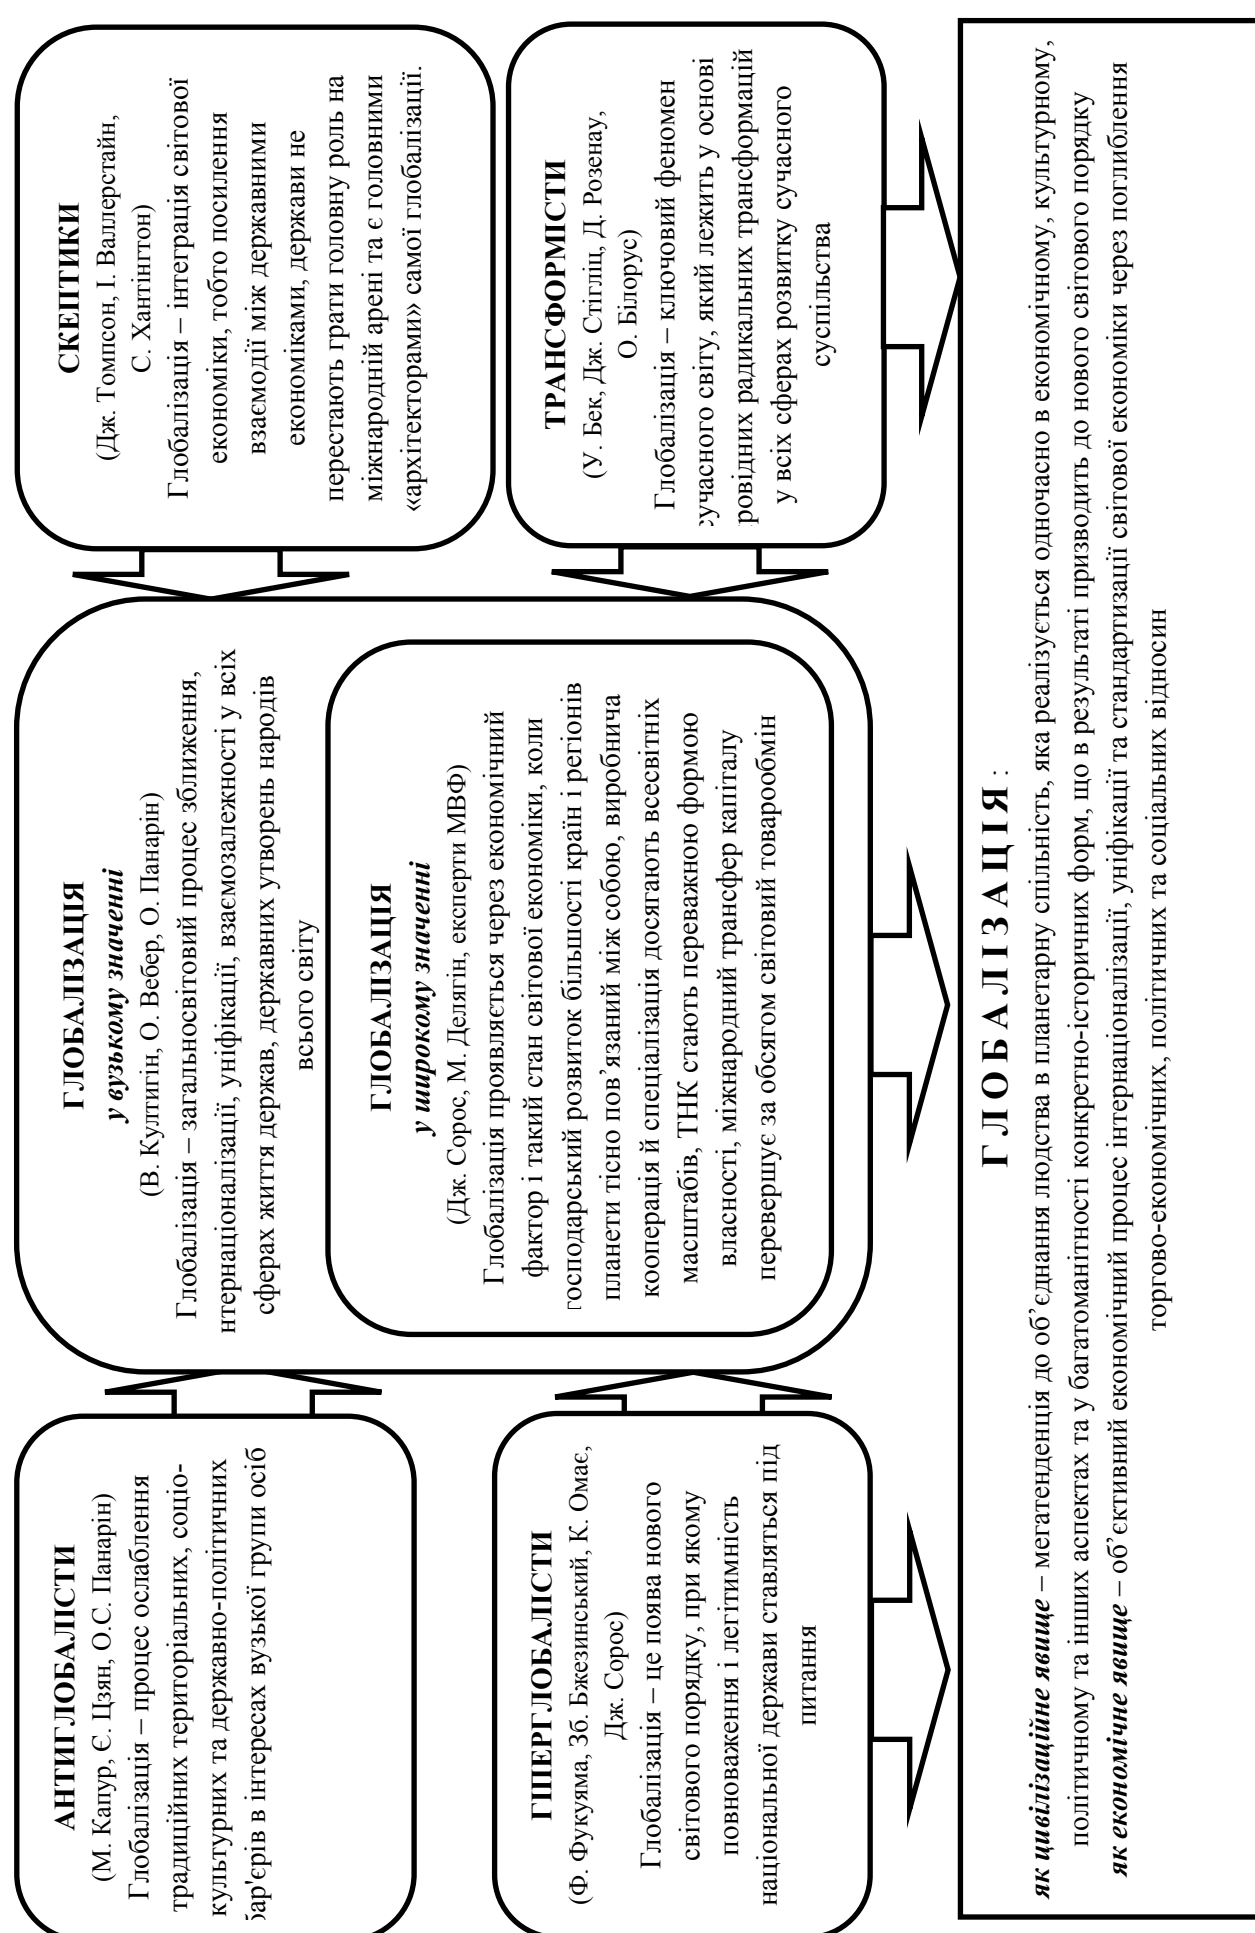 АНТИГЛОБАЛІСТИ
(М. Капур, Є. Цзян, О.С. Панарін)
Глобалізація – процес ослаблення
традиційних територіальних, соціо-
культурних та державно-політичних
бар'єрів в інтересах вузької групи осіб
ГЛОБАЛІЗАЦІЯ
у вузькому значенні
(В. Култигін, О. Вебер, О. Панарін)
Глобалізація – загальносвітовий процес зближення,
нтернаціоналізації, уніфікації, взаємозалежності у всіх
сферах життя держав, державних утворень народів
всього світу
СКЕПТИКИ
(Дж. Томпсон, І. Валлерстайн,
С. Хантінгтон)
Глобалізація – інтеграція світової
економіки, тобто посилення
взаємодії між державними
економіками, держави не
перестають грати головну роль на
міжнародній арені та є головними
«архітекторами» самої глобалізації.
ГІПЕРГЛОБАЛІСТИ
(Ф. Фукуяма, Зб. Бжезинський, К. Омає,
Дж. Сорос)
Глобалізація – це поява нового
світового порядку, при якому
повноваження і легітимність
національної держави ставляться під
питання
ГЛОБАЛІЗАЦІЯ
у широкому значенні
(Дж. Сорос, М. Делягін, експерти МВФ)
Глобалізація проявляється через економічний
фактор і такий стан світової економіки, коли
господарський розвиток більшості країн і регіонів
планети тісно пов’язаний між собою, виробнича
кооперація й спеціалізація досягають всесвітніх
масштабів, ТНК стають переважною формою
власності, міжнародний трансфер капіталу
перевершує за обсягом світовий товарообмін
ТРАНСФОРМІСТИ
(У. Бек, Дж. Стігліц, Д. Розенау,
О. Білорус)
Глобалізація – ключовий феномен
сучасного світу, який лежить у основі
ровідних радикальних трансформацій
у всіх сферах розвитку сучасного
суспільства
ГЛОБАЛІЗАЦІЯ:
як цивілізаційне явище – мегатенденція до об’єднання людства в планетарну спільність, яка реалізується одночасно в економічному, культурному,
політичному та інших аспектах та у багатоманітності конкретно-історичних форм, що в результаті призводить до нового світового порядку
як економічне явище – об’єктивний економічний процес інтернаціоналізації, уніфікації та стандартизації світової економіки через поглиблення
торгово-економічних, політичних та соціальних відносин